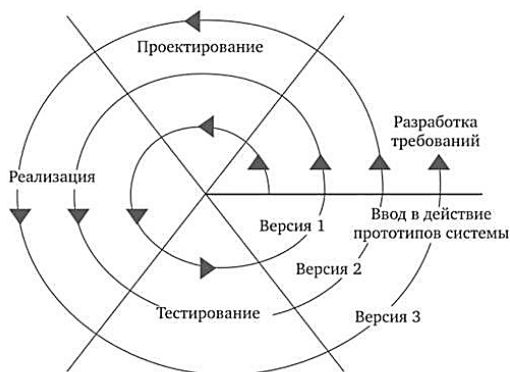 Проектирование
Разработка
требований
Реализация
Ввод в действие
прототипов системы
Версия 1
Версия 2
Тестирование
Версия 3